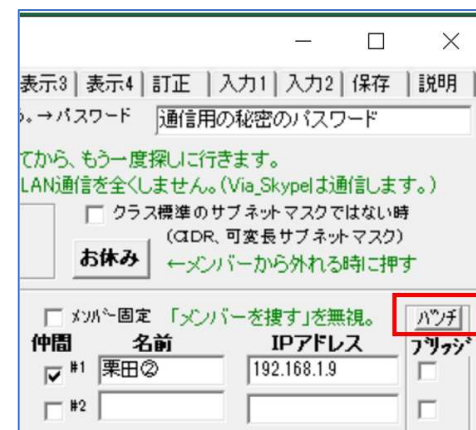 表示3 表示4 訂正 入力1 入力2 保存 説明
。→パスワード 通信用の秘密のパスワード
てから、もう一度探しに行きます。
LAN通信を全くしません。(Via_Skypeは通信します。)
クラス標準のサブネットマスクではない時
(CIDR、可変長サブネットマスク)
お休み ←メンバーから外れる時に押す
メンバー固定 「メンバーを捜す」を無視。 パンチ
仲間 名前 IPアドレス ブリッジ
#1 栗田② 192.168.1.9
#2